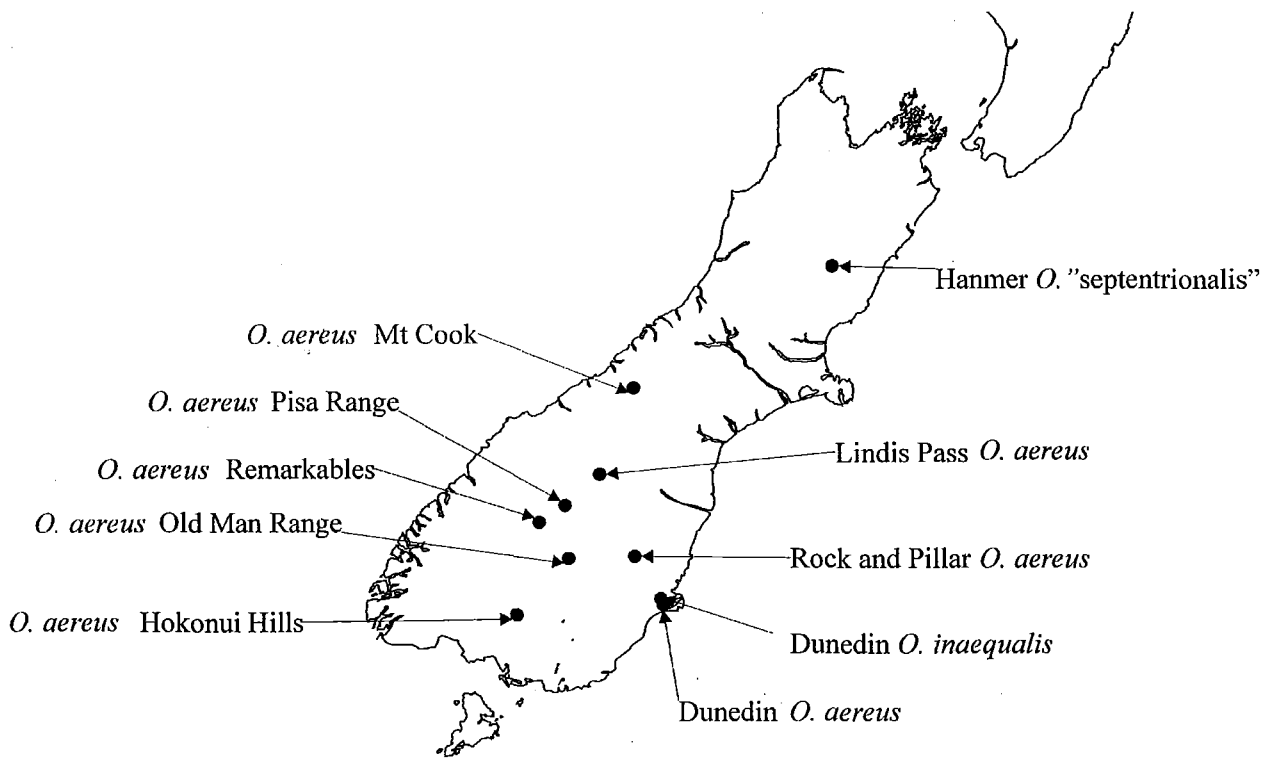 Hanmer O. ”septentrionalis”
O. aereus Mt Cook
O. aereus Pisa Range
Lindis Pass O. aereus
O. aereus Remarkables
O. aereus Old Man Range
Rock and Pillar O. aereus
O. aereus Hokonui Hills
Dunedin O. inaequalis
Dunedin O. aereus